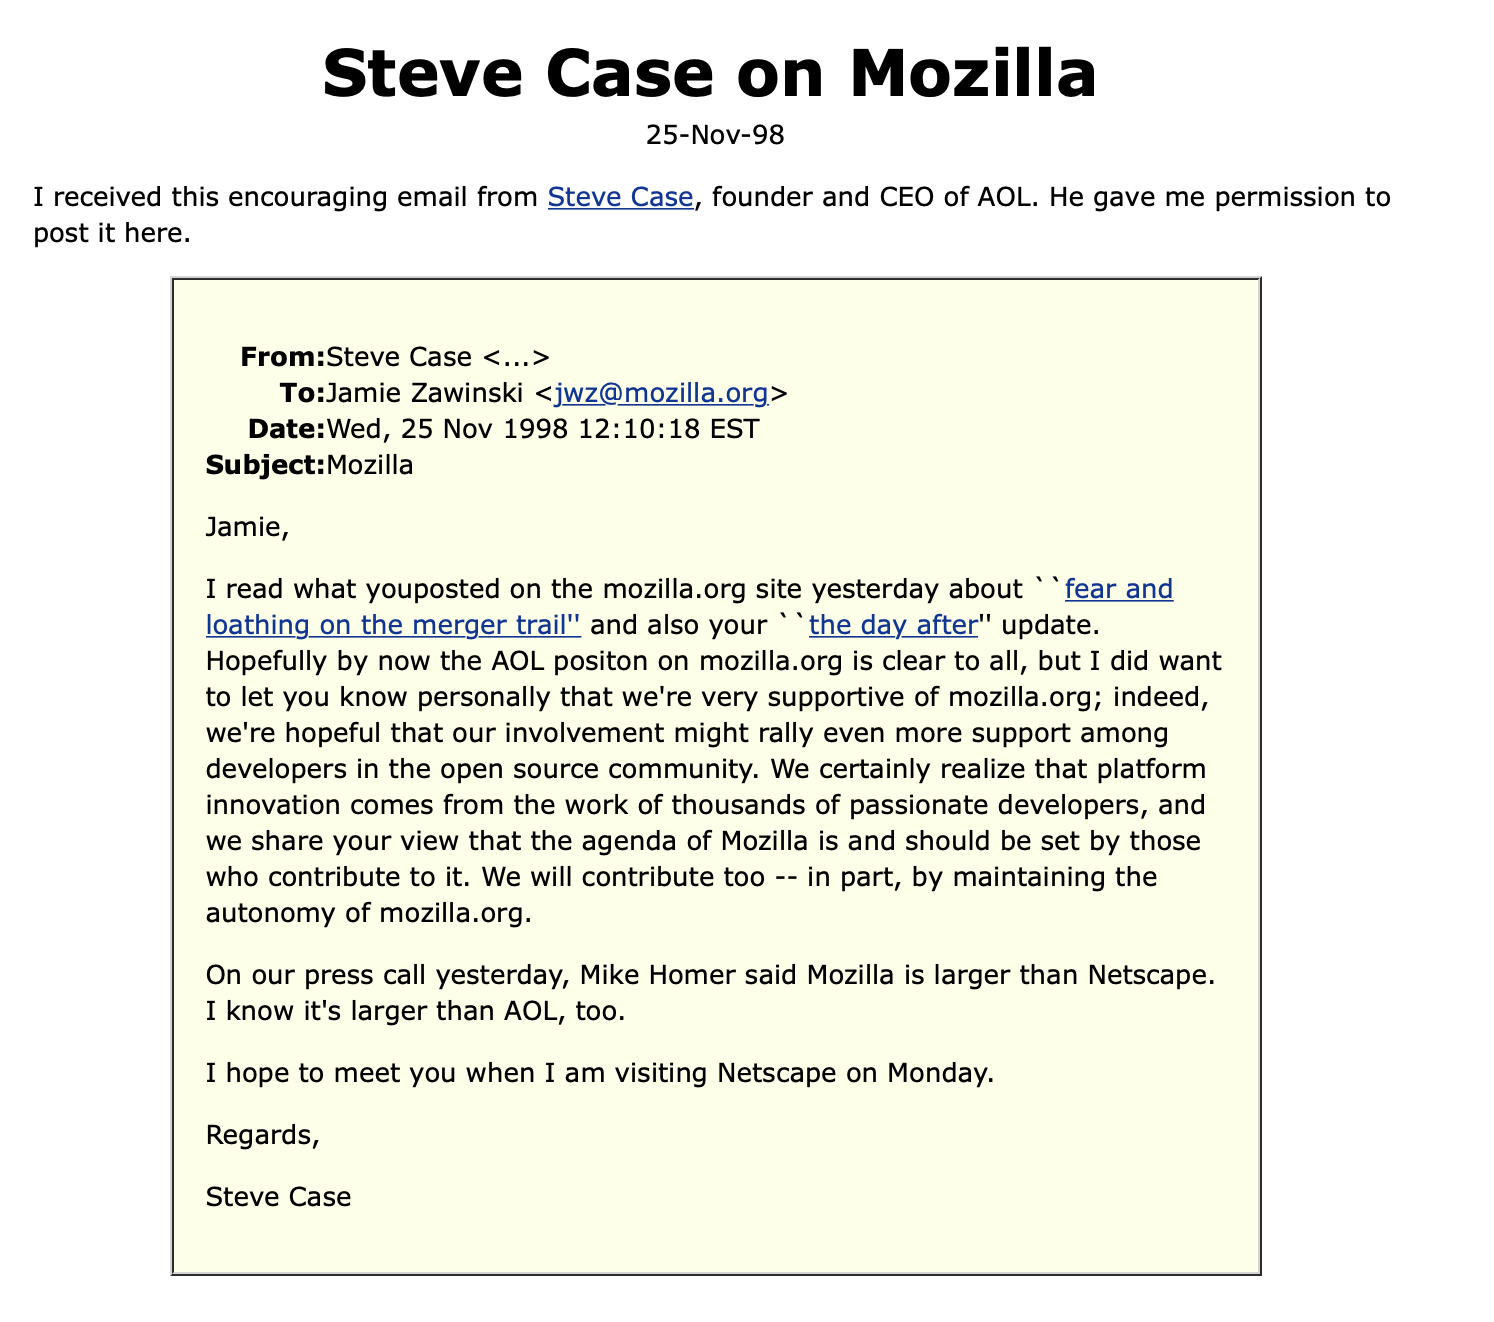 Steve Case on Mozilla
25-Nov-98
I received this encouraging email from Steve Case, founder and CEO of AOL. He gave me permission to
post it here.
From:Steve Case <...>
To:Jamie Zawinski <jwz@mozilla.org>
Date:Wed, 25 Nov 1998 12:10:18 EST
Subject:Mozilla
Jamie,
I read what youposted on the mozilla.org site yesterday about ``fear and
loathing on the merger trail'' and also your ``the day after'' update.
Hopefully by now the AOL positon on mozilla.org is clear to all, but I did want
to let you know personally that we're very supportive of mozilla.org; indeed,
we're hopeful that our involvement might rally even more support among
developers in the open source community. We certainly realize that platform
innovation comes from the work of thousands of passionate developers, and
we share your view that the agenda of Mozilla is and should be set by those
who contribute to it. We will contribute too -- in part, by maintaining the
autonomy of mozilla.org.
On our press call yesterday, Mike Homer said Mozilla is larger than Netscape.
I know it's larger than AOL, too.
I hope to meet you when I am visiting Netscape on Monday.
Regards,
Steve Case